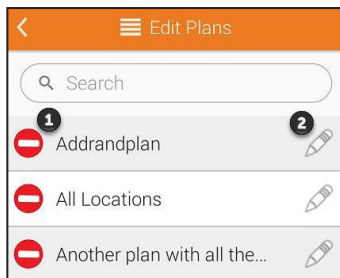 Edit Plans
Search
1 2
Addrandplan
All Locations
Another plan with all the...